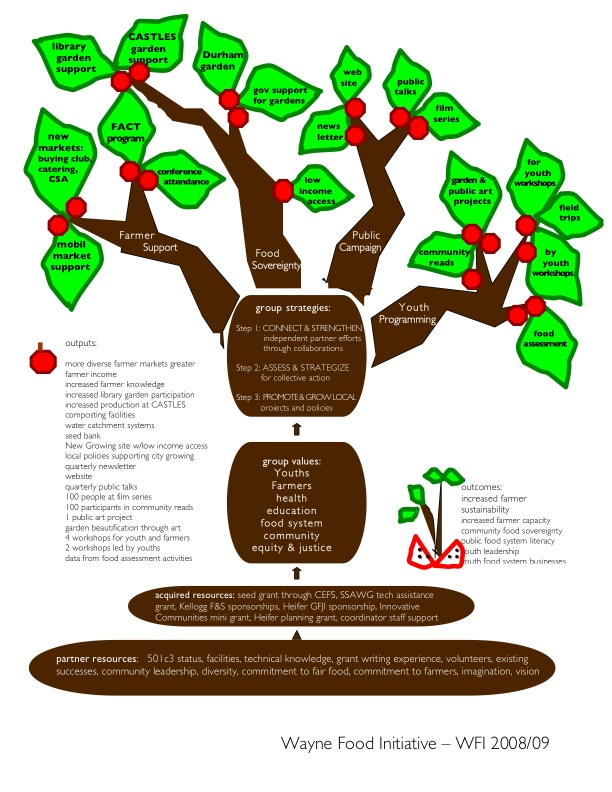 library
garden
support
CASTLES
garden
support
Durham
garden
gov support
for gardens
web
site
public
talks
film
series
news
letter
new
markets:
buying club,
catering,
CSA
FACT
program
conference
attendance
low
income
access
mobil
market
support
garden &
public art
projects
for
youth
workshops
field
trips
community
reads
by
youth
workshops
food
assessment
Farmer
Support
Food
Sovereignty
Public
Campaign
Youth
Programming
group strategies:
Step 1: CONNECT & STRENGTHEN
independent partner efforts
through collaborations
Step 2: ASSESS & STRATEGIZE
for collective action
Step 3: PROMOTE & GROW LOCAL
projects and policies
outputs:
more diverse farmer markets greater
farmer income
increased farmer knowledge
increased library garden participation
increased production at CASTLES
composting facilities
water catchment systems
seed bank
New Growing site w/low income access
local policies supporting city growing
quarterly newsletter
website
quarterly public talks
100 people at film series
100 participants in community reads
1 public art project
garden beautification through art
4 workshops for youth and farmers
2 workshops led by youths
data from food assessment activities
group values:
Youths
Farmers
health
education
food system
community
equity & justice
outcomes:
increased farmer
sustainability
increased farmer capacity
community food sovereignty
public food system literacy
youth leadership
youth food system businesses
acquired resources: seed grant through CEFS, SSAWG tech assistance
grant, Kellogg F&S sponsorships, Heifer GFJI sponsorship, Innovative
Communities mini grant, Heifer planning grant, coordinator staff support
partner resources: 501c3 status, facilities, technical knowledge, grant writing experience, volunteers, existing
successes, community leadership, diversity, commitment to fair food, commitment to farmers, imagination, vision
Wayne Food Initiative – WFI 2008/09